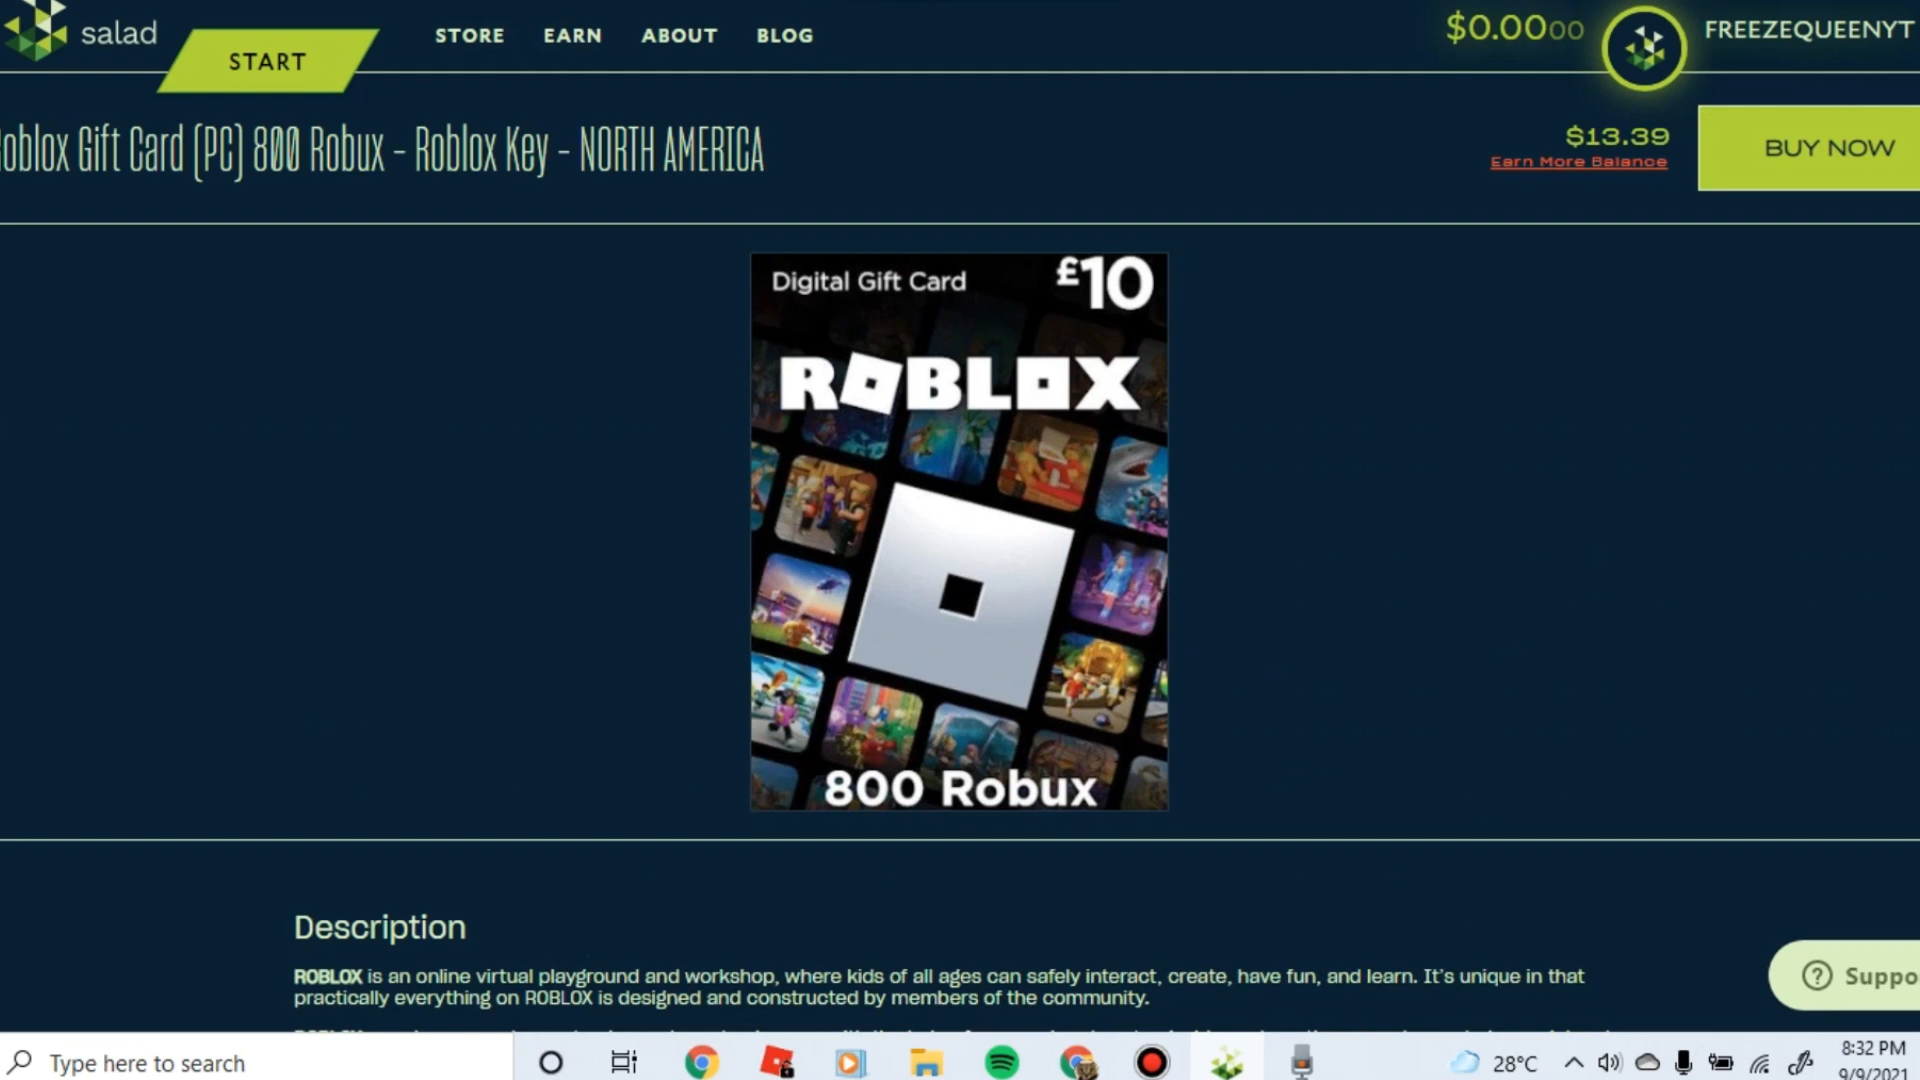 salad
START
STORE EARN ABOUT BLOG
$0.0000
FREEZEQUEENYT
oblox Gift Card (PC) 800 Robux - Roblox Key - NORTH AMERICA
$13.39
Earn More Balance
BUY NOW
Digital Gift Card £10
ROBLOX
800 Robux
Description
ROBLOX is an online virtual playground and workshop, where kids of all ages can safely interact, create, have fun, and learn. It's unique in that
practically everything on ROBLOX is designed and constructed by members of the community.
Suppo
Type here to search
28°C
8:32 PM
9/9/2021